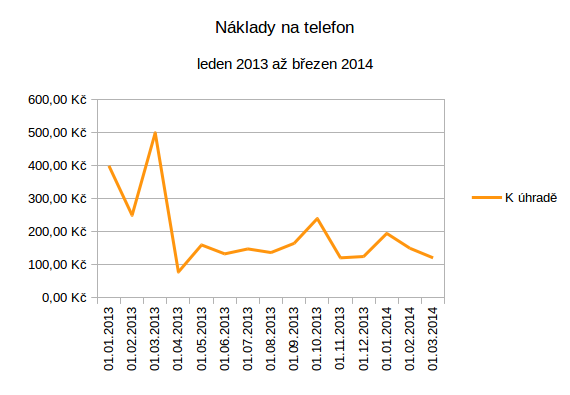 Náklady na telefon
leden 2013 až březen 2014
600,00 Kč
500,00 Kč
400,00 Kč
300,00 Kč
200,00 Kč
100,00 Kč
0,00 Kč
K úhradě
01.01.2013
01.02.2013
01.03.2013
01.04.2013
01.05.2013
01.06.2013
01.07.2013
01.08.2013
01.09.2013
01.10.2013
01.11.2013
01.12.2013
01.01.2014
01.02.2014
01.03.2014